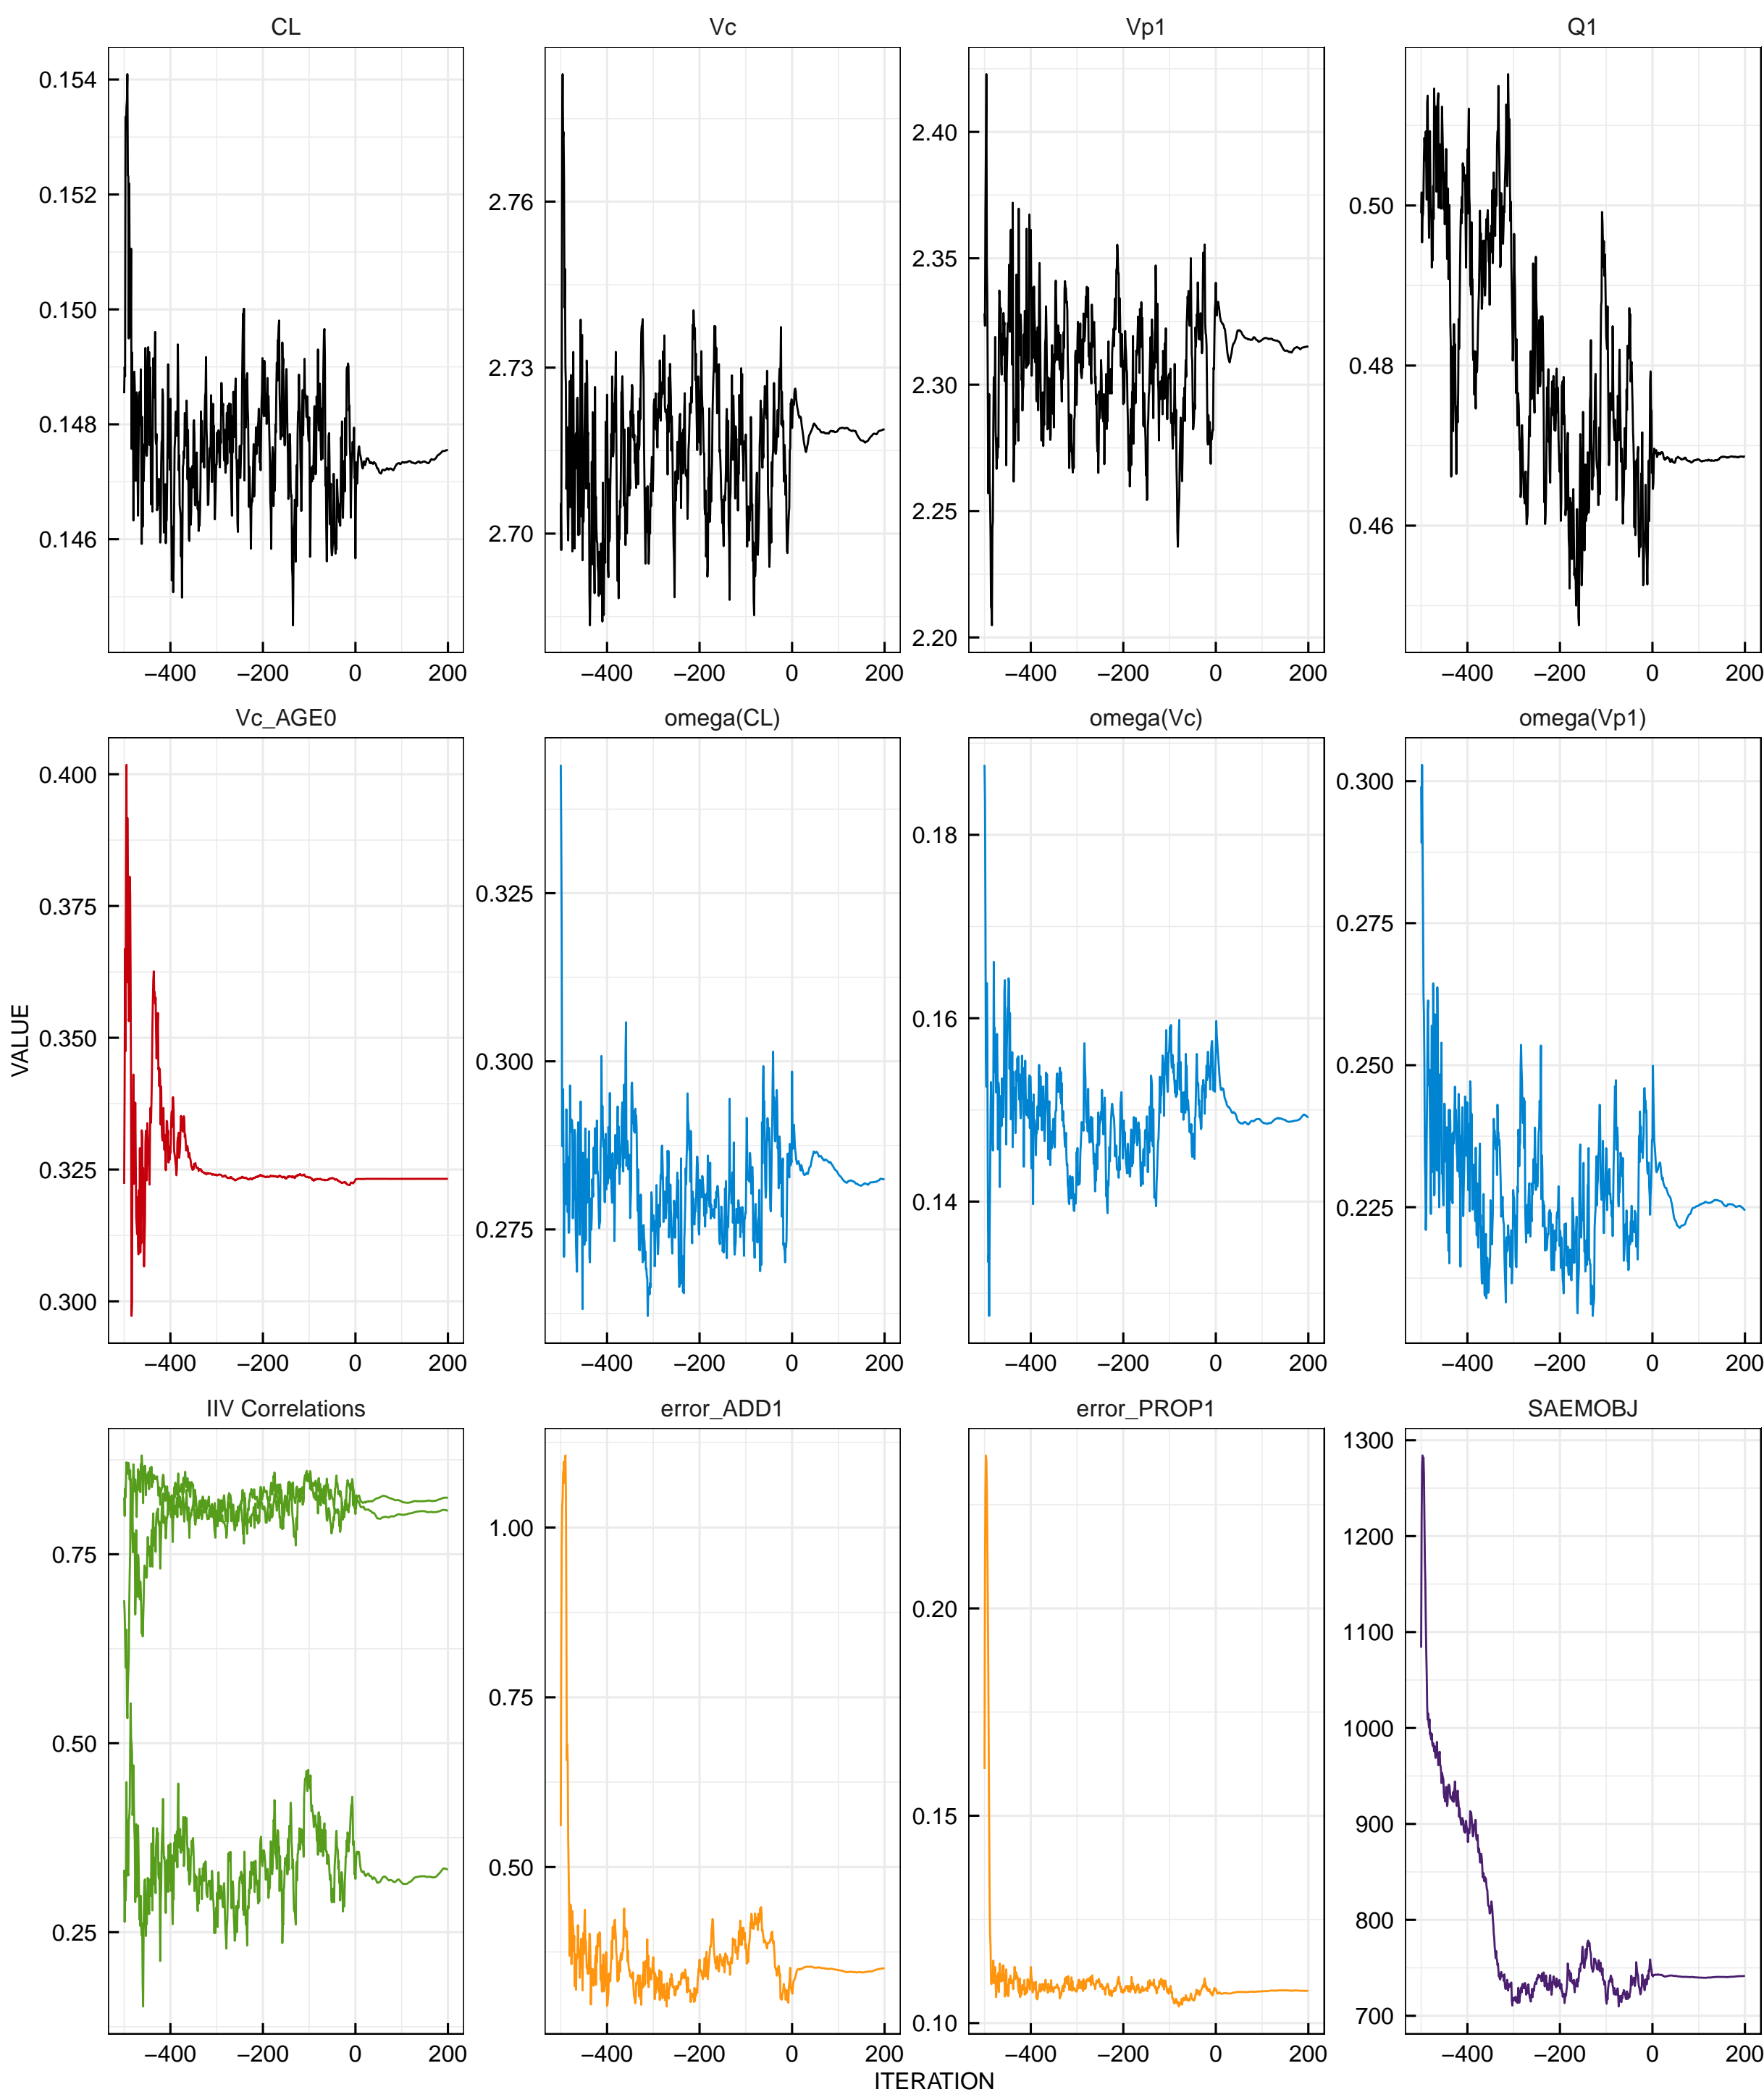 CL
Vc
Vp1
Q1
0.154
0.152
0.150
0.148
0.146
2.76
2.73
2.70
2.40
2.35
2.30
2.25
2.20
0.50
0.48
0.46
−400 −200 0 200
−400 −200 0 200
−400 −200 0 200
−400 −200 0 200
Vc_AGE0
omega(CL)
omega(Vc)
omega(Vp1)
0.400
0.375
0.350
0.325
0.300
0.325
0.300
0.275
0.18
0.16
0.14
0.300
0.275
0.250
0.225
−400 −200 0 200
−400 −200 0 200
−400 −200 0 200
−400 −200 0 200
VALUE
IIV Correlations
error_ADD1
error_PROP1
SAEMOBJ
0.75
0.50
0.25
1.00
0.75
0.50
0.20
0.15
0.10
1300
1200
1100
1000
900
800
700
−400 −200 0 200
−400 −200 0 200
−400 −200 0 200
−400 −200 0 200
ITERATION